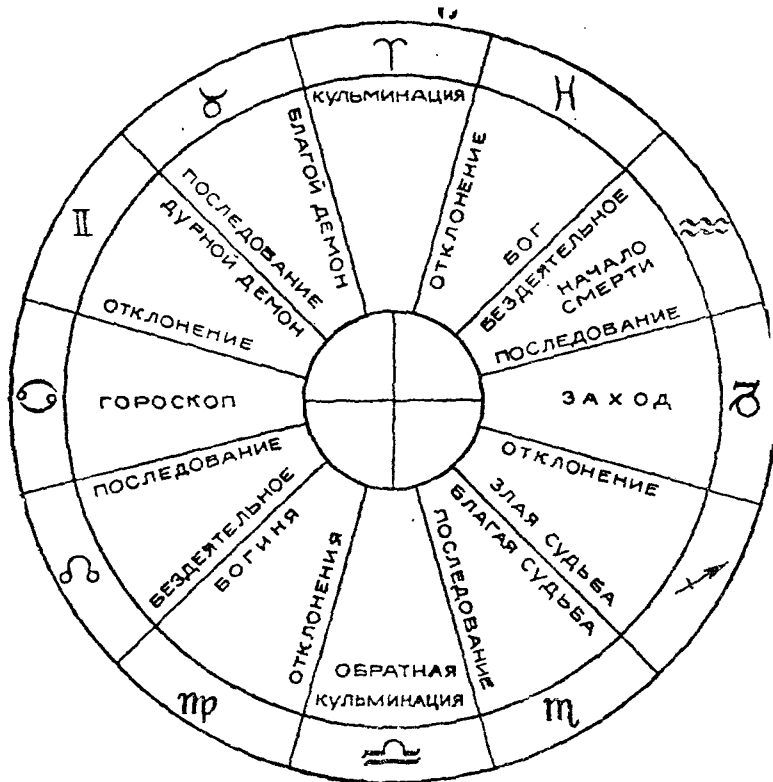 ♈
КУЛЬМИНАЦИЯ
♉
БЛАГОЙ ДЕМОН
ПОСЛЕДОВАНИЕ
ДУРНОЙ ДЕМОН
♊
ОТКЛОНЕНИЕ
♋
ГОРОСКОП
ПОСЛЕДОВАНИЕ
♌
БЕЗДЕЯТЕЛЬНОЕ
БОГИНЯ
♍
ОТКЛОНЕНИЯ
ОБРАТНАЯ
КУЛЬМИНАЦИЯ
♎
ПОСЛЕДОВАНИЕ
♏
БЛАГАЯ СУДЬБА
ЗЛАЯ СУДЬБА
♐
ОТКЛОНЕНИЕ
♑
ЗАХОД
ПОСЛЕДОВАНИЕ
НАЧАЛО
СМЕРТИ
♒
БЕЗДЕЯТЕЛЬНОЕ
БОГ
♓
ОТКЛОНЕНИЕ